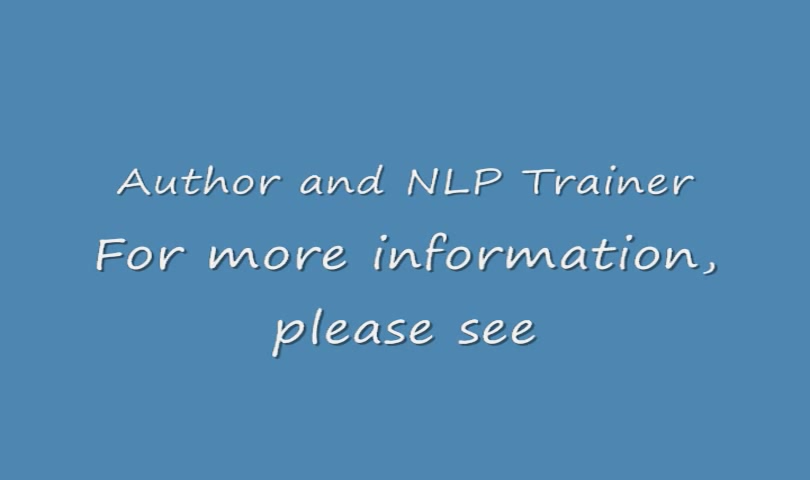 Author and NLP Trainer
For more information,
please see